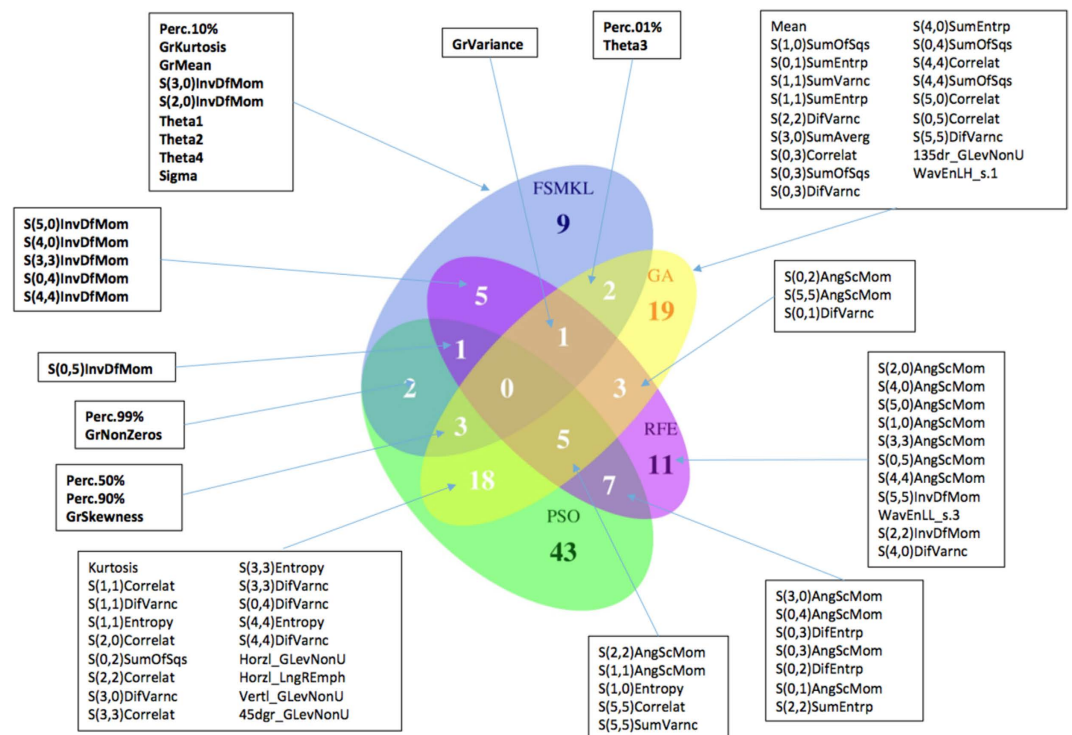 Perc.10%
GrKurtosis
GrMean
S(3,0)InvDfMom
S(2,0)InvDfMom
Theta1
Theta2
Theta4
Sigma
GrVariance
Perc.01%
Theta3
Mean
S(1,0)SumOfSqs
S(0,1)SumEntrp
S(1,1)SumVarnc
S(1,1)SumEntrp
S(2,2)DifVarnc
S(3,0)SumAverg
S(0,3)Correlat
S(0,3)SumOfSqs
S(0,3)DifVarnc
S(4,0)SumEntrp
S(0,4)SumOfSqs
S(4,4)Correlat
S(4,4)SumOfSqs
S(5,0)Correlat
S(0,5)Correlat
S(5,5)DifVarnc
135dr_GLevNonU
WavEnLH_s.1
S(5,0)InvDfMom
S(4,0)InvDfMom
S(3,3)InvDfMom
S(0,4)InvDfMom
S(4,4)InvDfMom
FSMKL
9
GA
19
5
2
1
1
2
0
3
3
5
18
7
RFE
11
PSO
43
S(0,2)AngScMom
S(5,5)AngScMom
S(0,1)DifVarnc
S(0,5)InvDfMom
Perc.99%
GrNonZeros
Perc.50%
Perc.90%
GrSkewness
S(2,0)AngScMom
S(4,0)AngScMom
S(5,0)AngScMom
S(1,0)AngScMom
S(3,3)AngScMom
S(0,5)AngScMom
S(4,4)AngScMom
S(5,5)InvDfMom
WavEnLL_s.3
S(2,2)InvDfMom
S(4,0)DifVarnc
Kurtosis
S(1,1)Correlat
S(1,1)DifVarnc
S(1,1)Entropy
S(2,0)Correlat
S(0,2)SumOfSqs
S(2,2)Correlat
S(3,0)DifVarnc
S(3,3)Correlat
S(3,3)Entropy
S(3,3)DifVarnc
S(0,4)DifVarnc
S(4,4)Entropy
S(4,4)DifVarnc
Horzl_GLevNonU
Horzl_LngREmph
Vertl_GLevNonU
45dgr_GLevNonU
S(2,2)AngScMom
S(1,1)AngScMom
S(1,0)Entropy
S(5,5)Correlat
S(5,5)SumVarnc
S(3,0)AngScMom
S(0,4)AngScMom
S(0,3)DifEntrp
S(0,3)AngScMom
S(0,2)DifEntrp
S(0,1)AngScMom
S(2,2)SumEntrp